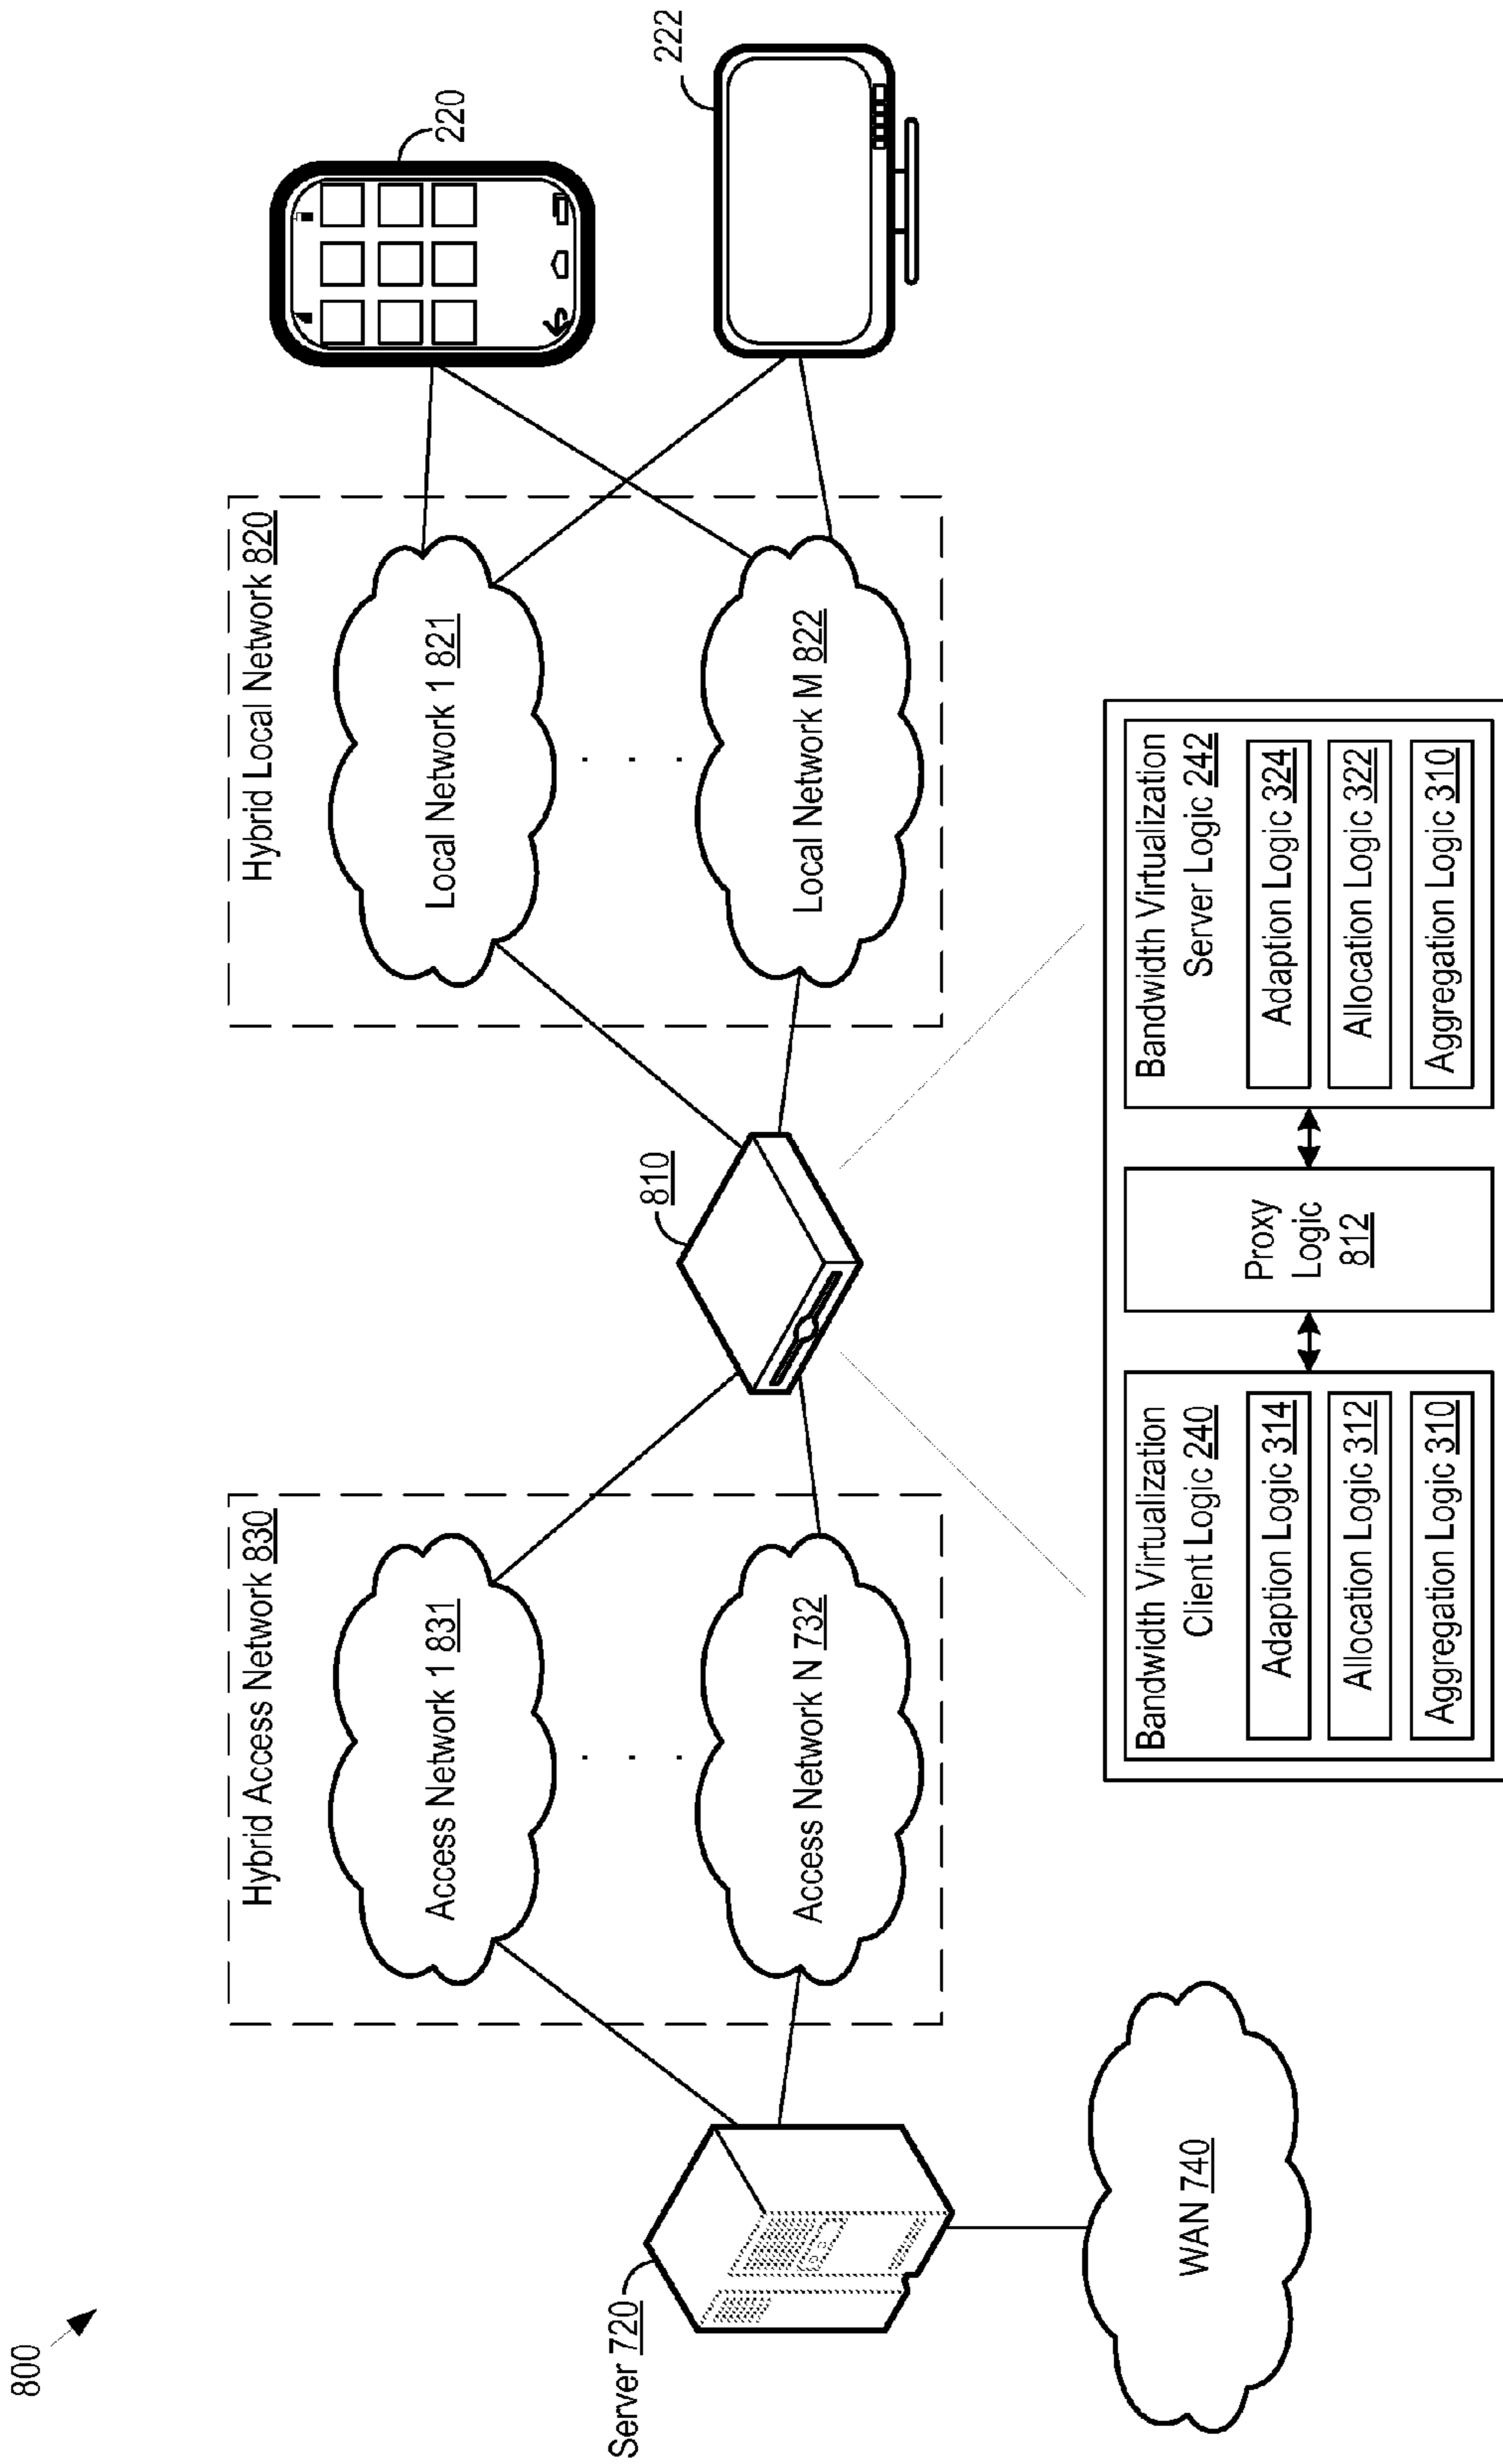 800
Hybrid Access Network 830
Access Network 1 831
. . .
Access Network N 732
Hybrid Local Network 820
Local Network 1 821
. . .
Local Network M 822
220
222
810
Server 720
WAN 740
Bandwidth Virtualization
Client Logic 240
Adaption Logic 314
Allocation Logic 312
Aggregation Logic 310
Proxy
Logic
812
Bandwidth Virtualization
Server Logic 242
Adaption Logic 324
Allocation Logic 322
Aggregation Logic 310